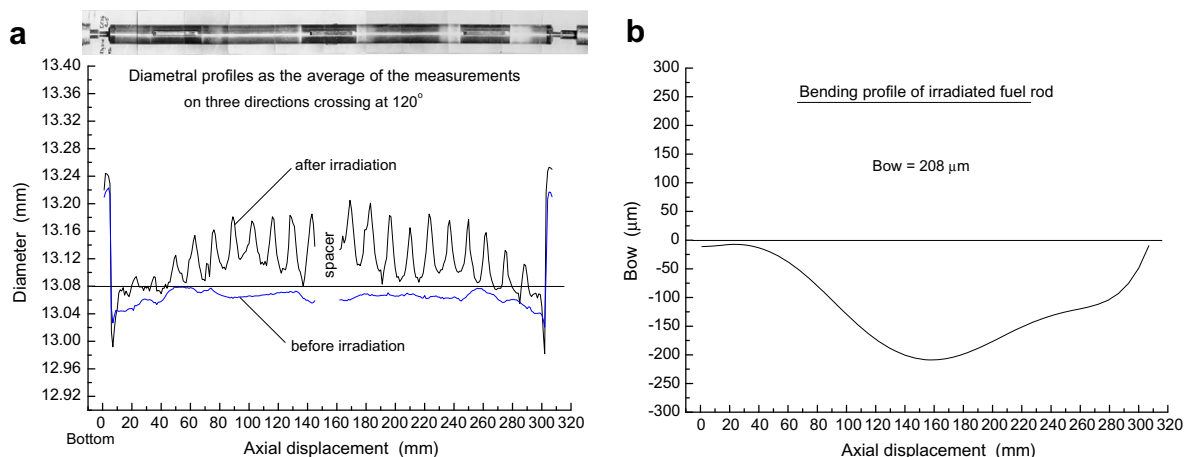 a
Diametral profiles as the average of the measurements
on three directions crossing at 120°
13.40
13.36
13.32
13.28
13.24
13.20
13.16
13.12
13.08
13.04
13.00
12.96
12.92
Diameter (mm)
after irradiation
spacer
before irradiation
0 20 40 60 80 100 120 140 160 180 200 220 240 260 280 300 320
Bottom
Axial displacement (mm)
b
300
250
200
150
100
50
0
-50
-100
-150
-200
-250
-300
Bow (μm)
Bending profile of irradiated fuel rod
Bow = 208 μm
0 20 40 60 80 100 120 140 160 180 200 220 240 260 280 300 320
Axial displacement (mm)